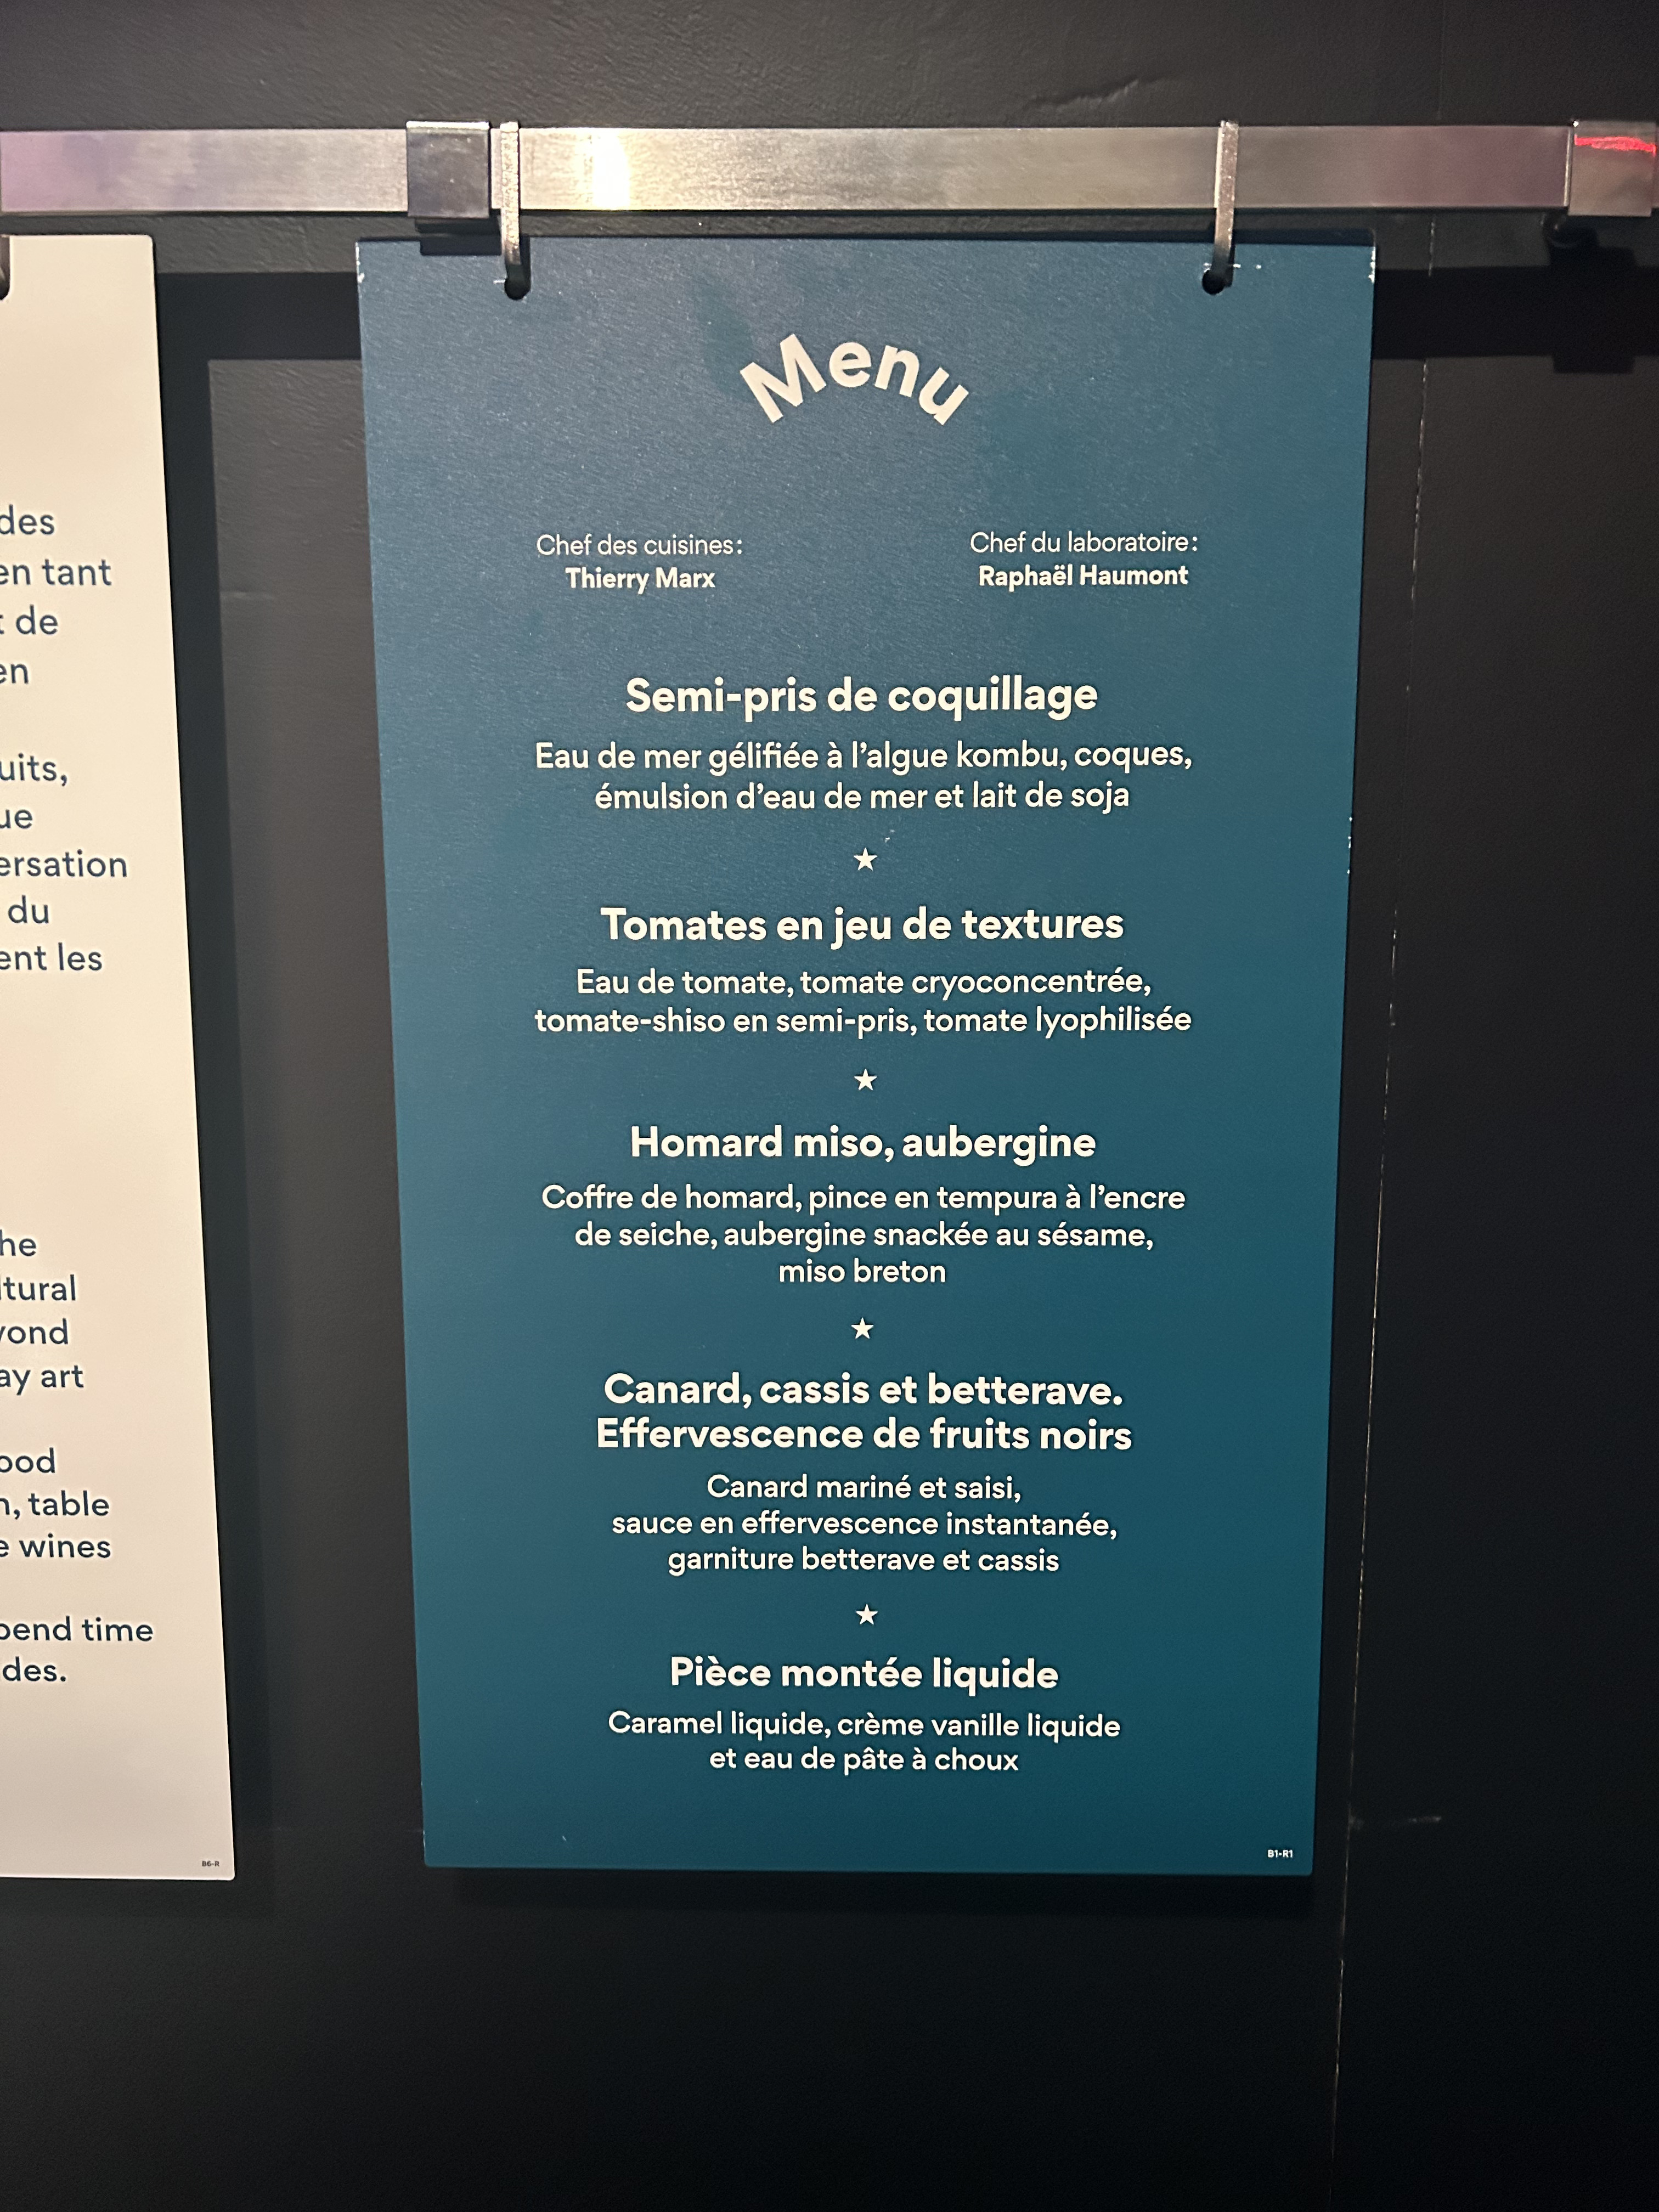 des
en tant
de
en
uits,
ue
ersation
du
ent les
he
ltural
yond
ay art
ood
n, table
e wines
pend time
des.
B6-R
Menu
Chef des cuisines:
Thierry Marx
Chef du laboratoire:
Raphaël Haumont
Semi-pris de coquillage
Eau de mer gélifiée à l'algue kombu, coques,
émulsion d'eau de mer et lait de soja
★
Tomates en jeu de textures
Eau de tomate, tomate cryoconcentrée,
tomate-shiso en semi-pris, tomate lyophilisée
★
Homard miso, aubergine
Coffre de homard, pince en tempura à l'encre
de seiche, aubergine snackée au sésame,
miso breton
★
Canard, cassis et betterave.
Effervescence de fruits noirs
Canard mariné et saisi,
sauce en effervescence instantanée,
garniture betterave et cassis
★
Pièce montée liquide
Caramel liquide, crème vanille liquide
et eau de pâte à choux
B1-R1